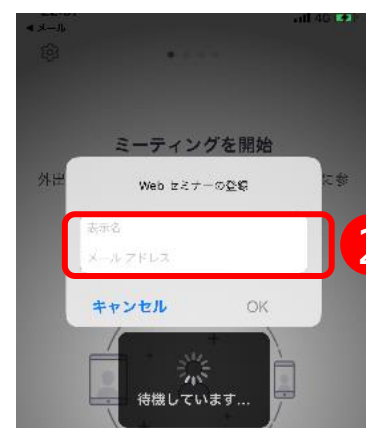 メール
4G
ミーティングを開始
外出
に参
Web セミナーの登録
表示名
メール アドレス
2
キャンセル
OK
待機しています...